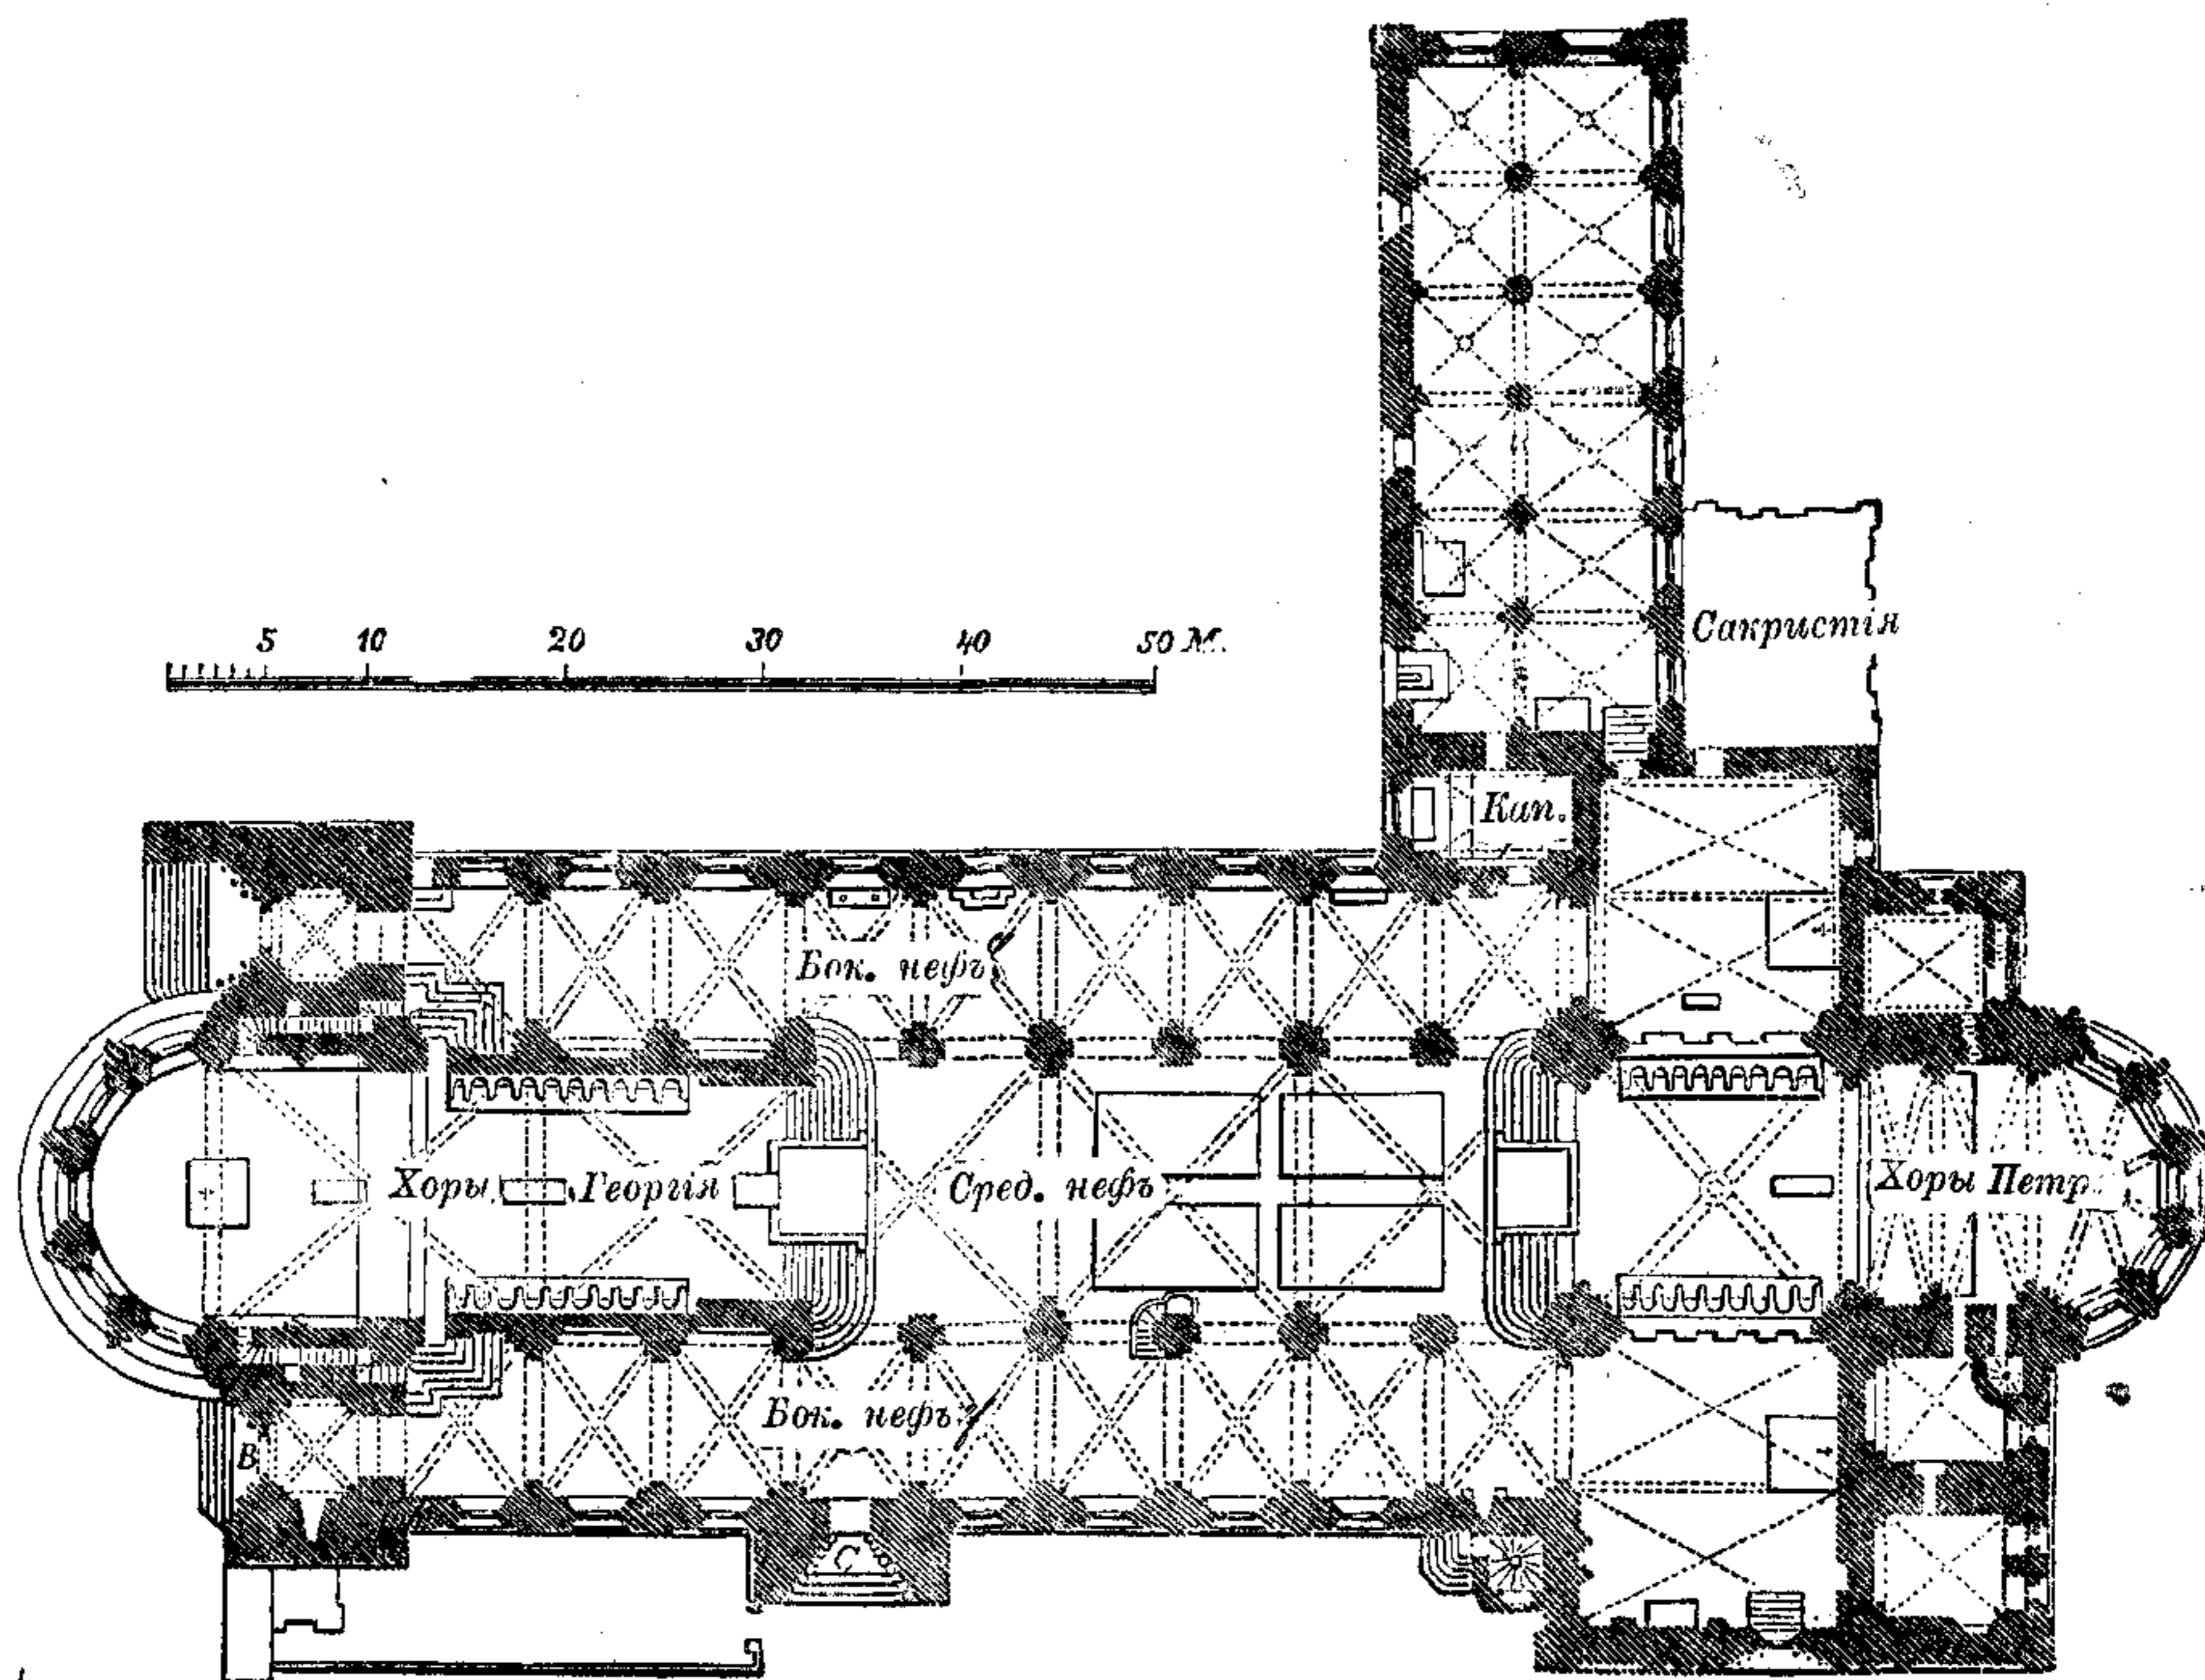 5 10 20 30 40 50 М.
Сакристія
Кап.
Бок. нефъ
Хоры Георгія
Сред. нефъ
Хоры Петр.
Бок. нефъ
B
C